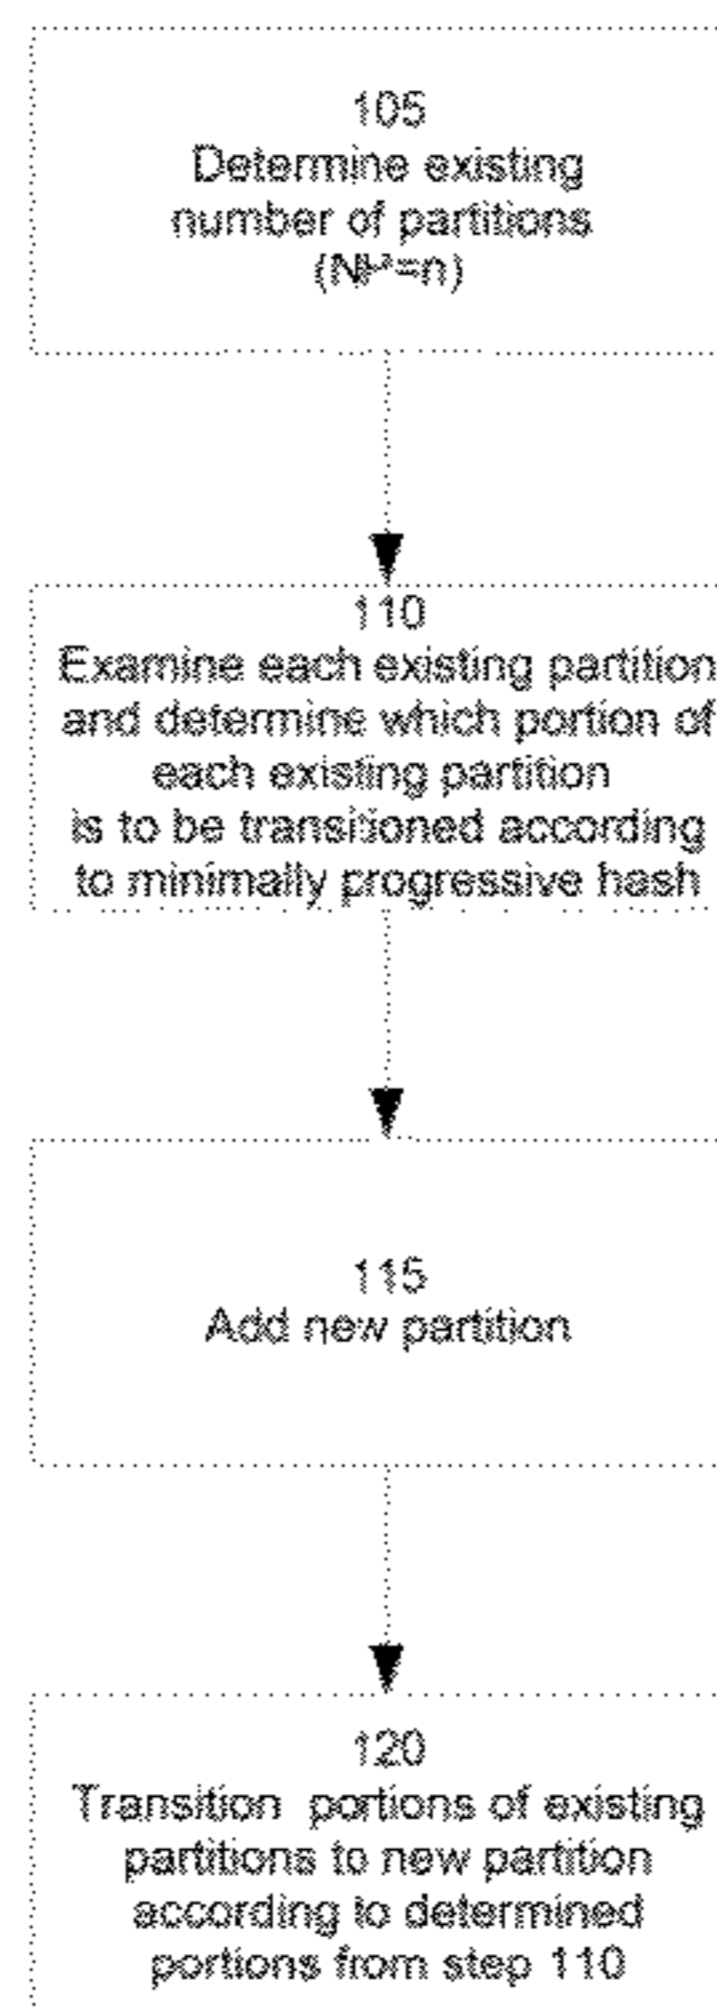 105
Determine existing
number of partitions
110
Examine each existing partition
and determine which portion of
each existing partition
is to be transitioned according
to minimally progressive hash
115
Add new partition
120
Transition portions of existing
partitions to new partition
according to determined
portions from step 110